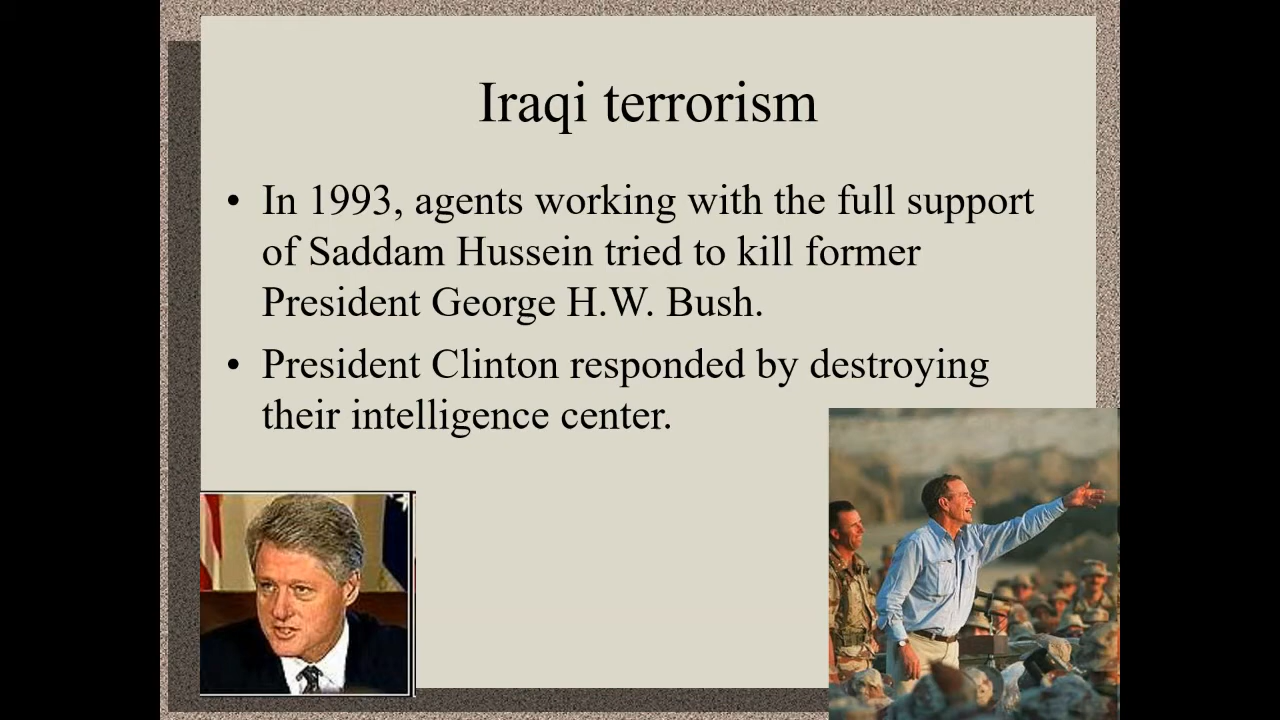 Iraqi terrorism
• In 1993, agents working with the full support
of Saddam Hussein tried to kill former
President George H.W. Bush.
• President Clinton responded by destroying
their intelligence center.